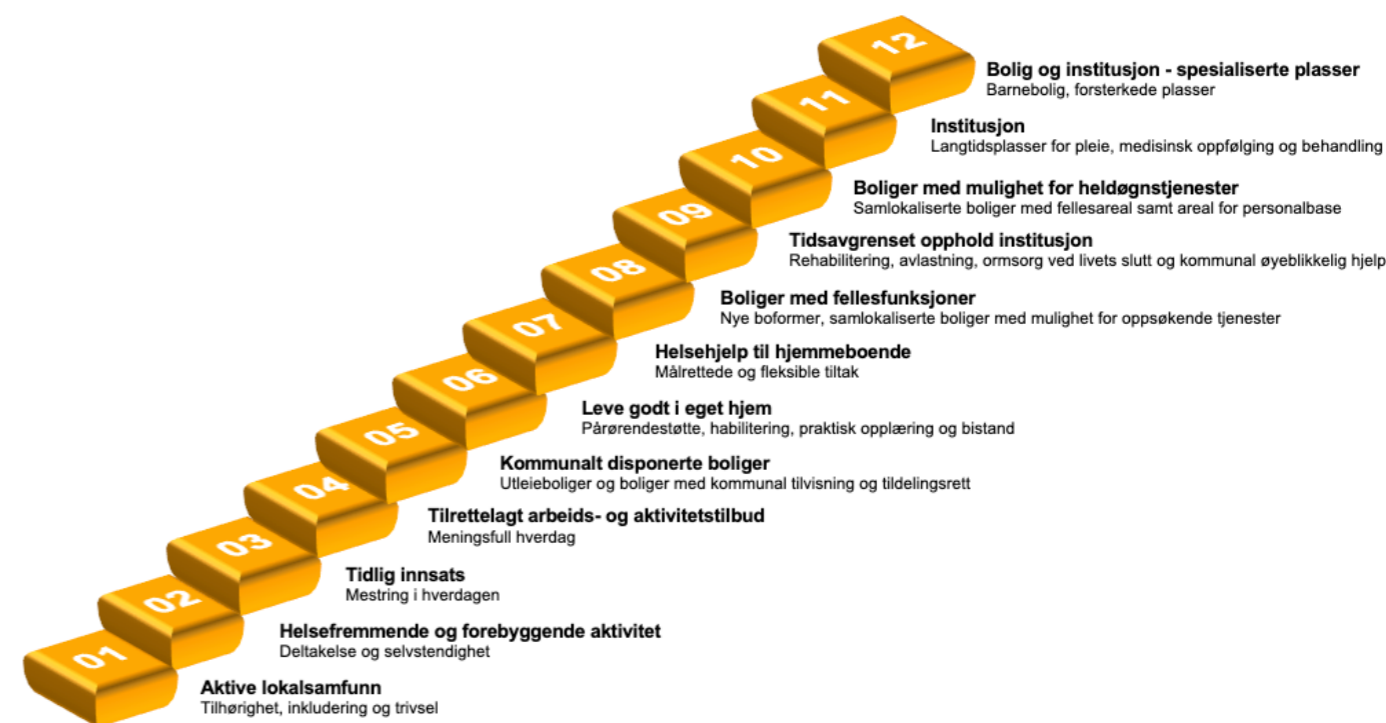 12
Bolig og institusjon - spesialiserte plasser
Barnebolig, forsterkede plasser
11
Institusjon
Langtidsplasser for pleie, medisinsk oppfølging og behandling
10
Boliger med mulighet for heldøgnstjenester
Samlokaliserte boliger med fellesareal samt areal for personalbase
09
Tidsavgrenset opphold institusjon
Rehabilitering, avlastning, ormsorg ved livets slutt og kommunal øyeblikkelig hjelp
08
Boliger med fellesfunksjoner
Nye boformer, samlokaliserte boliger med mulighet for oppsøkende tjenester
07
Helsehjelp til hjemmeboende
Målrettede og fleksible tiltak
06
Leve godt i eget hjem
Pårørendestøtte, habilitering, praktisk opplæring og bistand
05
Kommunalt disponerte boliger
Utleieboliger og boliger med kommunal tilvisning og tildelingsrett
04
Tilrettelagt arbeids- og aktivitetstilbud
Meningsfull hverdag
03
Tidlig innsats
Mestring i hverdagen
02
Helsefremmende og forebyggende aktivitet
Deltakelse og selvstendighet
01
Aktive lokalsamfunn
Tilhørighet, inkludering og trivsel